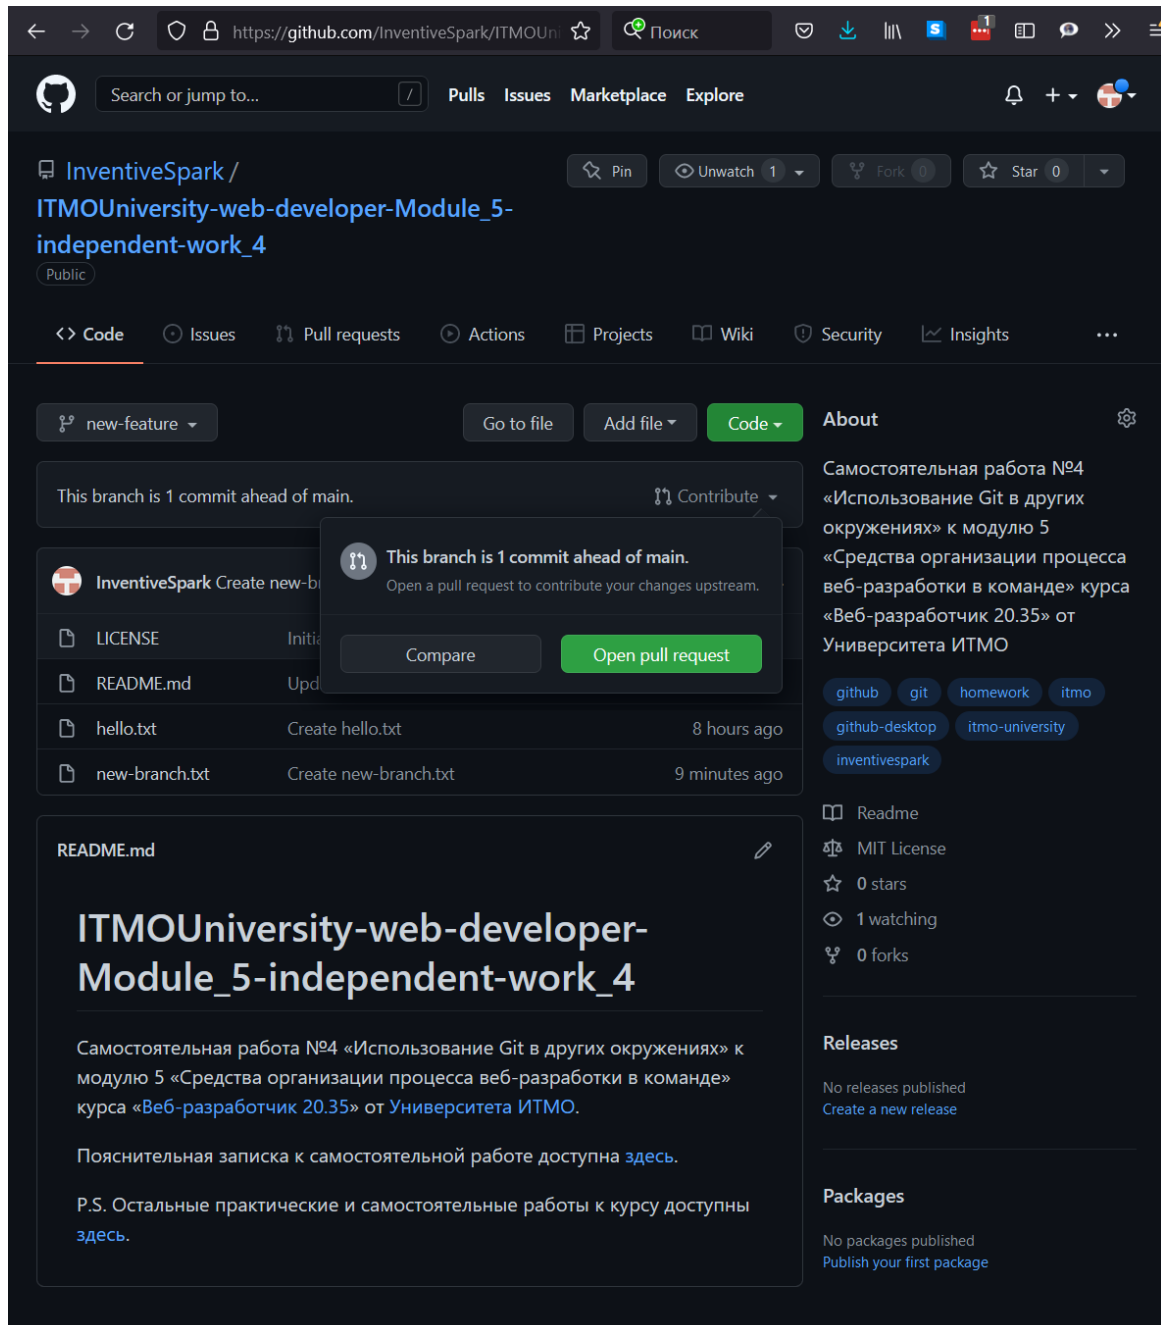 https://github.com/InventiveSpark/ITMOUni
Поиск
1
S
Search or jump to... /
Pulls Issues Marketplace Explore
InventiveSpark /
ITMOUniversity-web-developer-Module_5-
independent-work_4
Public
Pin
Unwatch 1
Fork 0
Star 0
Code Issues Pull requests Actions Projects Wiki Security Insights
new-feature
Go to file
Add file
Code
This branch is 1 commit ahead of main.
Contribute
This branch is 1 commit ahead of main.
Open a pull request to contribute your changes upstream.
Compare
Open pull request
InventiveSpark Create new-b
LICENSE Initia
README.md Upd
hello.txt Create hello.txt 8 hours ago
new-branch.txt Create new-branch.txt 9 minutes ago
README.md
ITMOUniversity-web-developer-
Module_5-independent-work_4
Самостоятельная работа №4 «Использование Git в других окружениях» к
модулю 5 «Средства организации процесса веб-разработки в команде»
курса «Веб-разработчик 20.35» от Университета ИТМО.
Пояснительная записка к самостоятельной работе доступна здесь.
P.S. Остальные практические и самостоятельные работы к курсу доступны
здесь.
About
Самостоятельная работа №4
«Использование Git в других
окружениях» к модулю 5
«Средства организации процесса
веб-разработки в команде» курса
«Веб-разработчик 20.35» от
Университета ИТМО
github git homework itmo
github-desktop itmo-university
inventivespark
Readme
MIT License
0 stars
1 watching
0 forks
Releases
No releases published
Create a new release
Packages
No packages published
Publish your first package